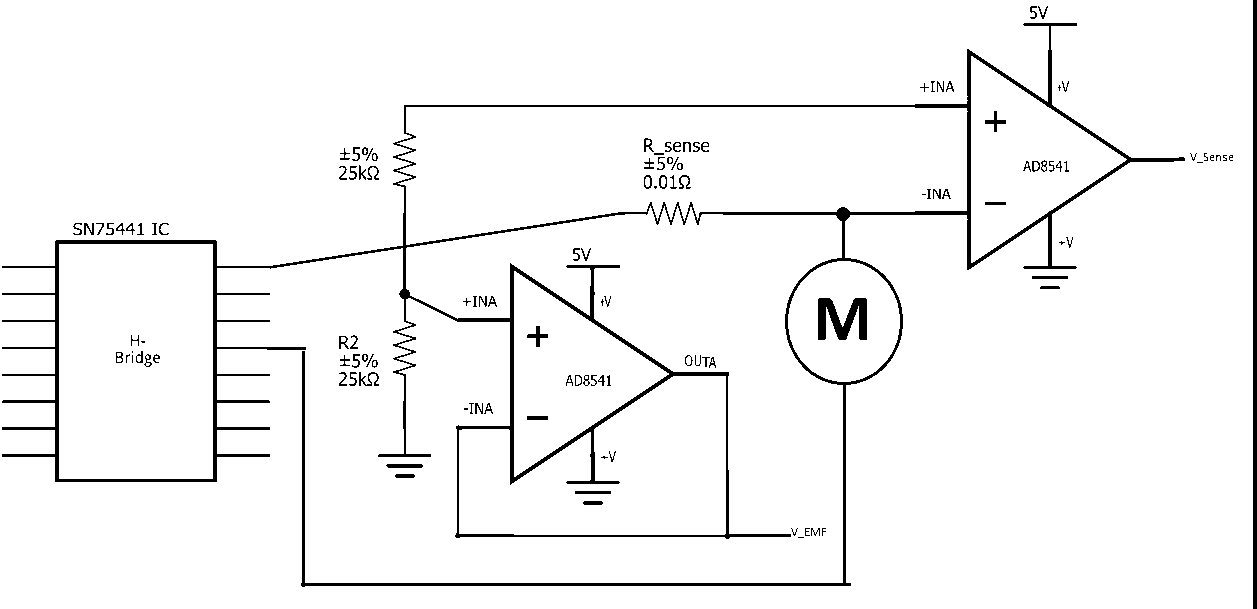 5V
+INA
+V
+
R_sense
±5%
0.01Ω
±5%
25kΩ
AD8541
V_Sense
-INA
−
SN75441 IC
+V
5V
+INA
+V
H-
Bridge
R2
±5%
25kΩ
+
M
OUTA
AD8541
-INA
−
+V
V_EMF